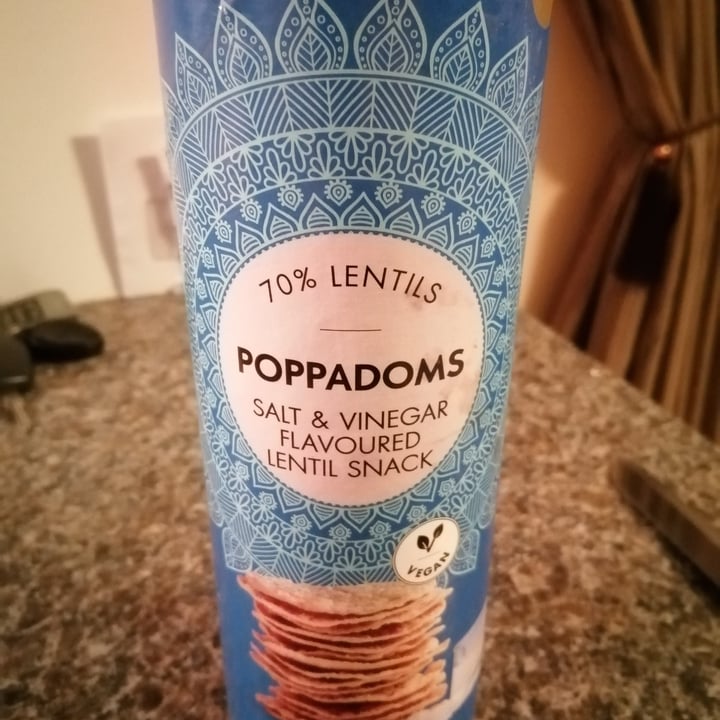 70% LENTILS
POPPADOMS
SALT & VINEGAR
FLAVOURED
LENTIL SNACK
VEGAN